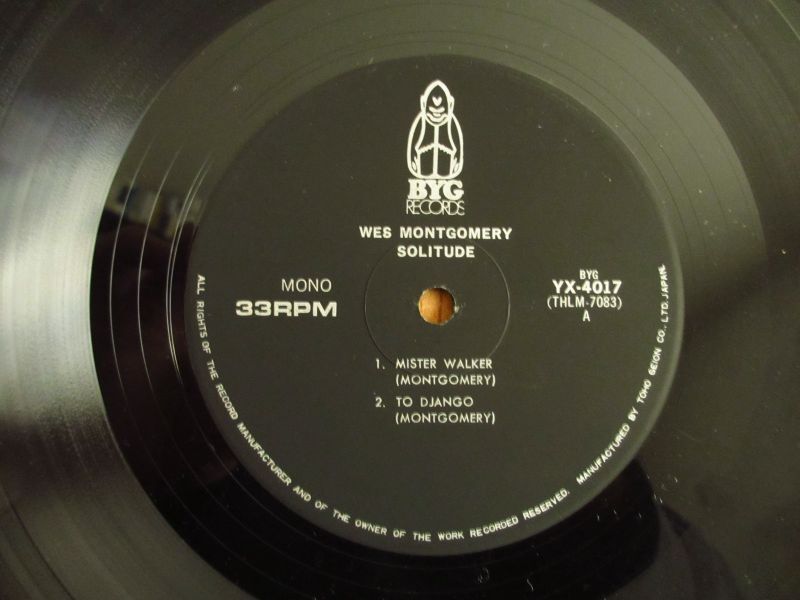 BYG
RECORDS
WES MONTGOMERY
SOLITUDE
MONO
33RPM
BYG
YX-4017
(THLM-7083)
A
1. MISTER WALKER
(MONTGOMERY)
2. TO DJANGO
(MONTGOMERY)
ALL RIGHTS OF THE RECORD MANUFACTURER AND OF THE OWNER OF THE WORK RECORDED RESERVED. MANUFACTURED BY TOHO GEION CO., LTD. JAPAN.